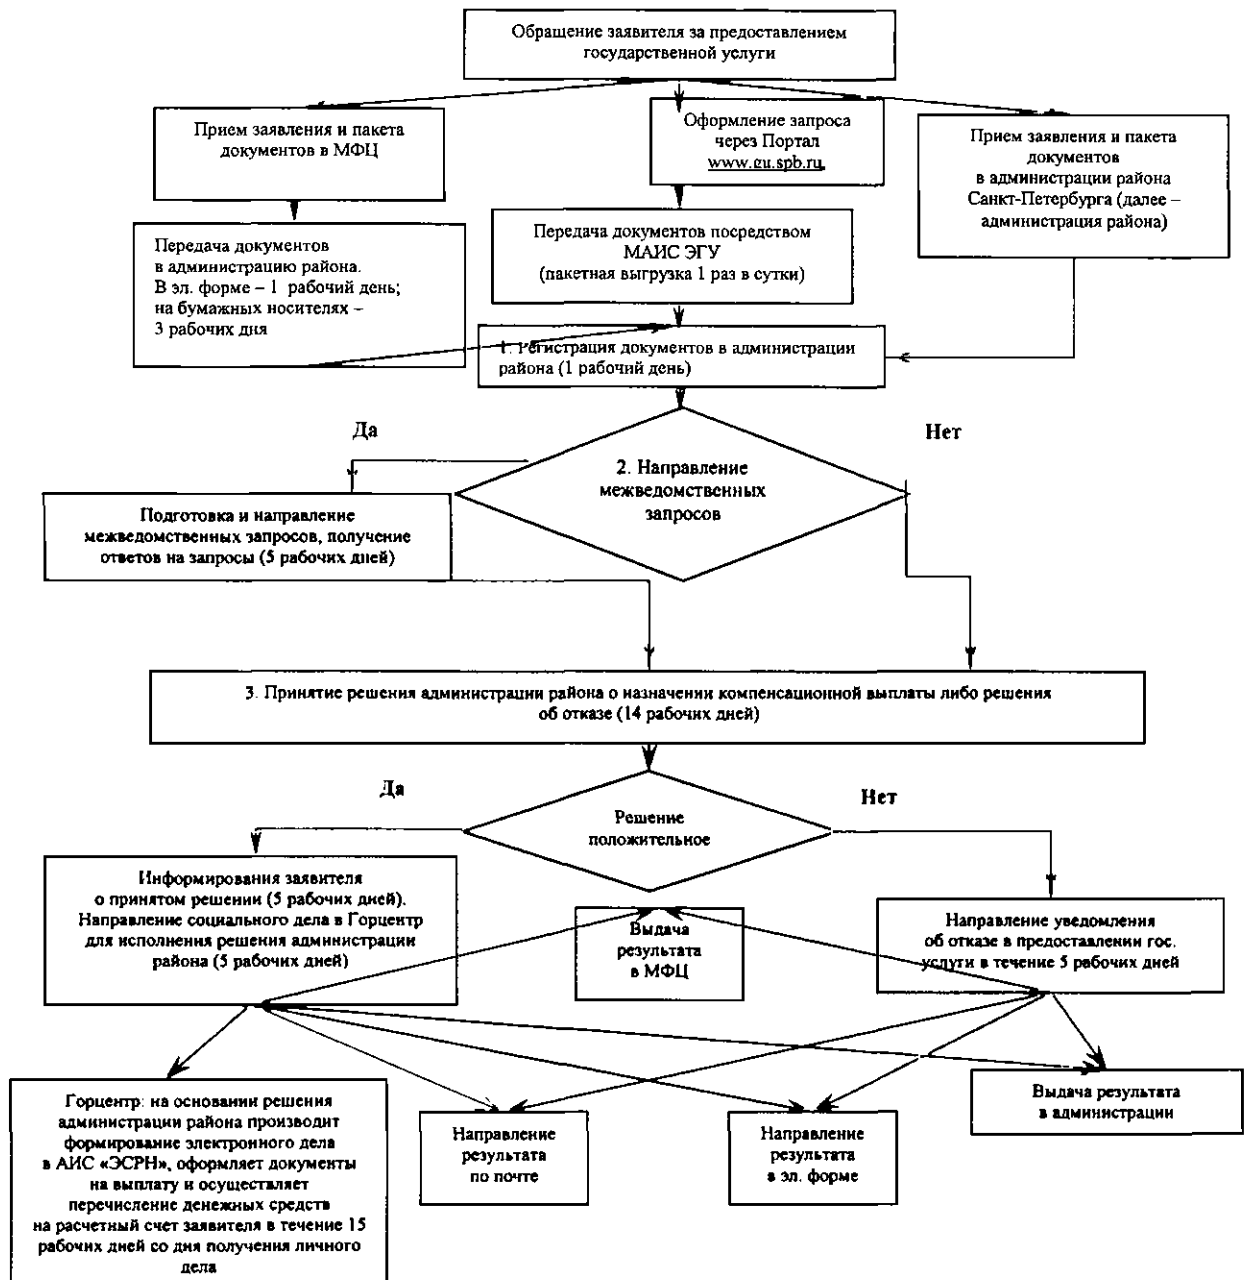 Обращение заявителя за предоставлением
государственной услуги
Прием заявления и пакета
документов в МФЦ
Оформление запроса
через Портал
www.gu.spb.ru.
Прием заявления и пакета
документов
в администрации района
Санкт-Петербурга (далее –
администрация района)
Передача документов
в администрацию района.
В эл. форме – 1 рабочий день;
на бумажных носителях –
3 рабочих дня
Передача документов посредством
МАИС ЭГУ
(пакетная выгрузка 1 раз в сутки)
1. Регистрация документов в администрации
района (1 рабочий день)
Да
Нет
2. Направление
межведомственных
запросов
Подготовка и направление
межведомственных запросов, получение
ответов на запросы (5 рабочих дней)
3. Принятие решения администрации района о назначении компенсационной выплаты либо решения
об отказе (14 рабочих дней)
Да
Нет
Решение
положительное
Информирования заявителя
о принятом решении (5 рабочих дней).
Направление социального дела в Горцентр
для исполнения решения администрации
района (5 рабочих дней)
Выдача
результата
в МФЦ
Направление уведомления
об отказе в предоставлении гос.
услуги в течение 5 рабочих дней
Горцентр: на основании решения
администрации района производит
формирование электронного дела
в АИС «ЭСРН», оформляет документы
на выплату и осуществляет
перечисление денежных средств
на расчетный счет заявителя в течение 15
рабочих дней со дня получения личного
дела
Направление
результата
по почте
Направление
результата
в эл. форме
Выдача результата
в администрации